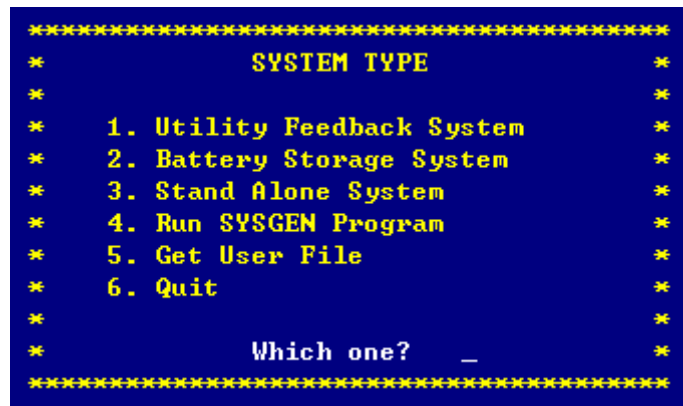 ****************************************
* SYSTEM TYPE *
* *
* 1. Utility Feedback System *
* 2. Battery Storage System *
* 3. Stand Alone System *
* 4. Run SYSGEN Program *
* 5. Get User File *
* 6. Quit *
* *
* Which one? _ *
****************************************